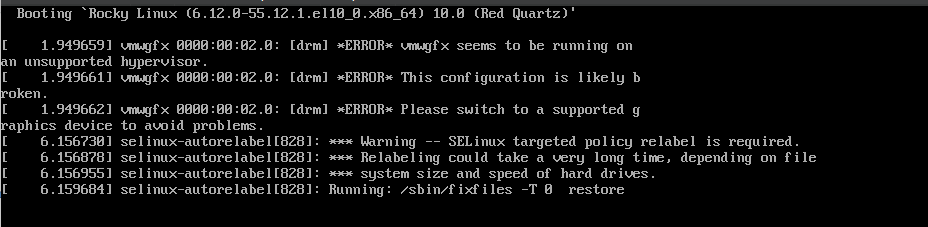 Booting `Rocky Linux (6.12.0-55.12.1.el10_0.x86_64) 10.0 (Red Quartz)'
[    1.949659] vmwgfx 0000:00:02.0: [drm] *ERROR* vmwgfx seems to be running on
an unsupported hypervisor.
[    1.949661] vmwgfx 0000:00:02.0: [drm] *ERROR* This configuration is likely b
roken.
[    1.949662] vmwgfx 0000:00:02.0: [drm] *ERROR* Please switch to a supported g
raphics device to avoid problems.
[    6.156730] selinux-autorelabel[828]: *** Warning -- SELinux targeted policy relabel is required.
[    6.156878] selinux-autorelabel[828]: *** Relabeling could take a very long time, depending on file
[    6.156955] selinux-autorelabel[828]: *** system size and speed of hard drives.
[    6.159684] selinux-autorelabel[828]: Running: /sbin/fixfiles -T 0  restore